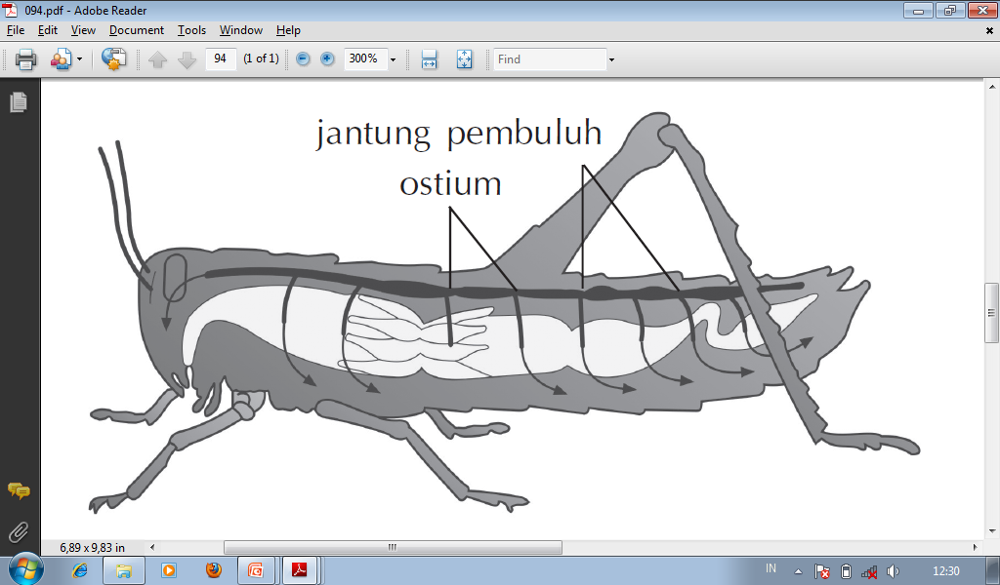 094.pdf - Adobe Reader
File Edit View Document Tools Window Help
94 (1 of 1) 300% Find
jantung pembuluh
ostium
6,89 x 9,83 in
IN 12:30